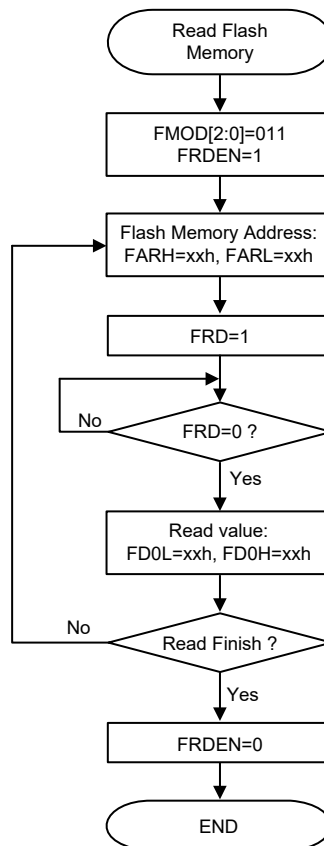 Read Flash
Memory
FMOD[2:0]=011
FRDEN=1
Flash Memory Address:
FARH=xxh, FARL=xxh
FRD=1
No
FRD=0 ?
Yes
Read value:
FD0L=xxh, FD0H=xxh
No
Read Finish ?
Yes
FRDEN=0
END